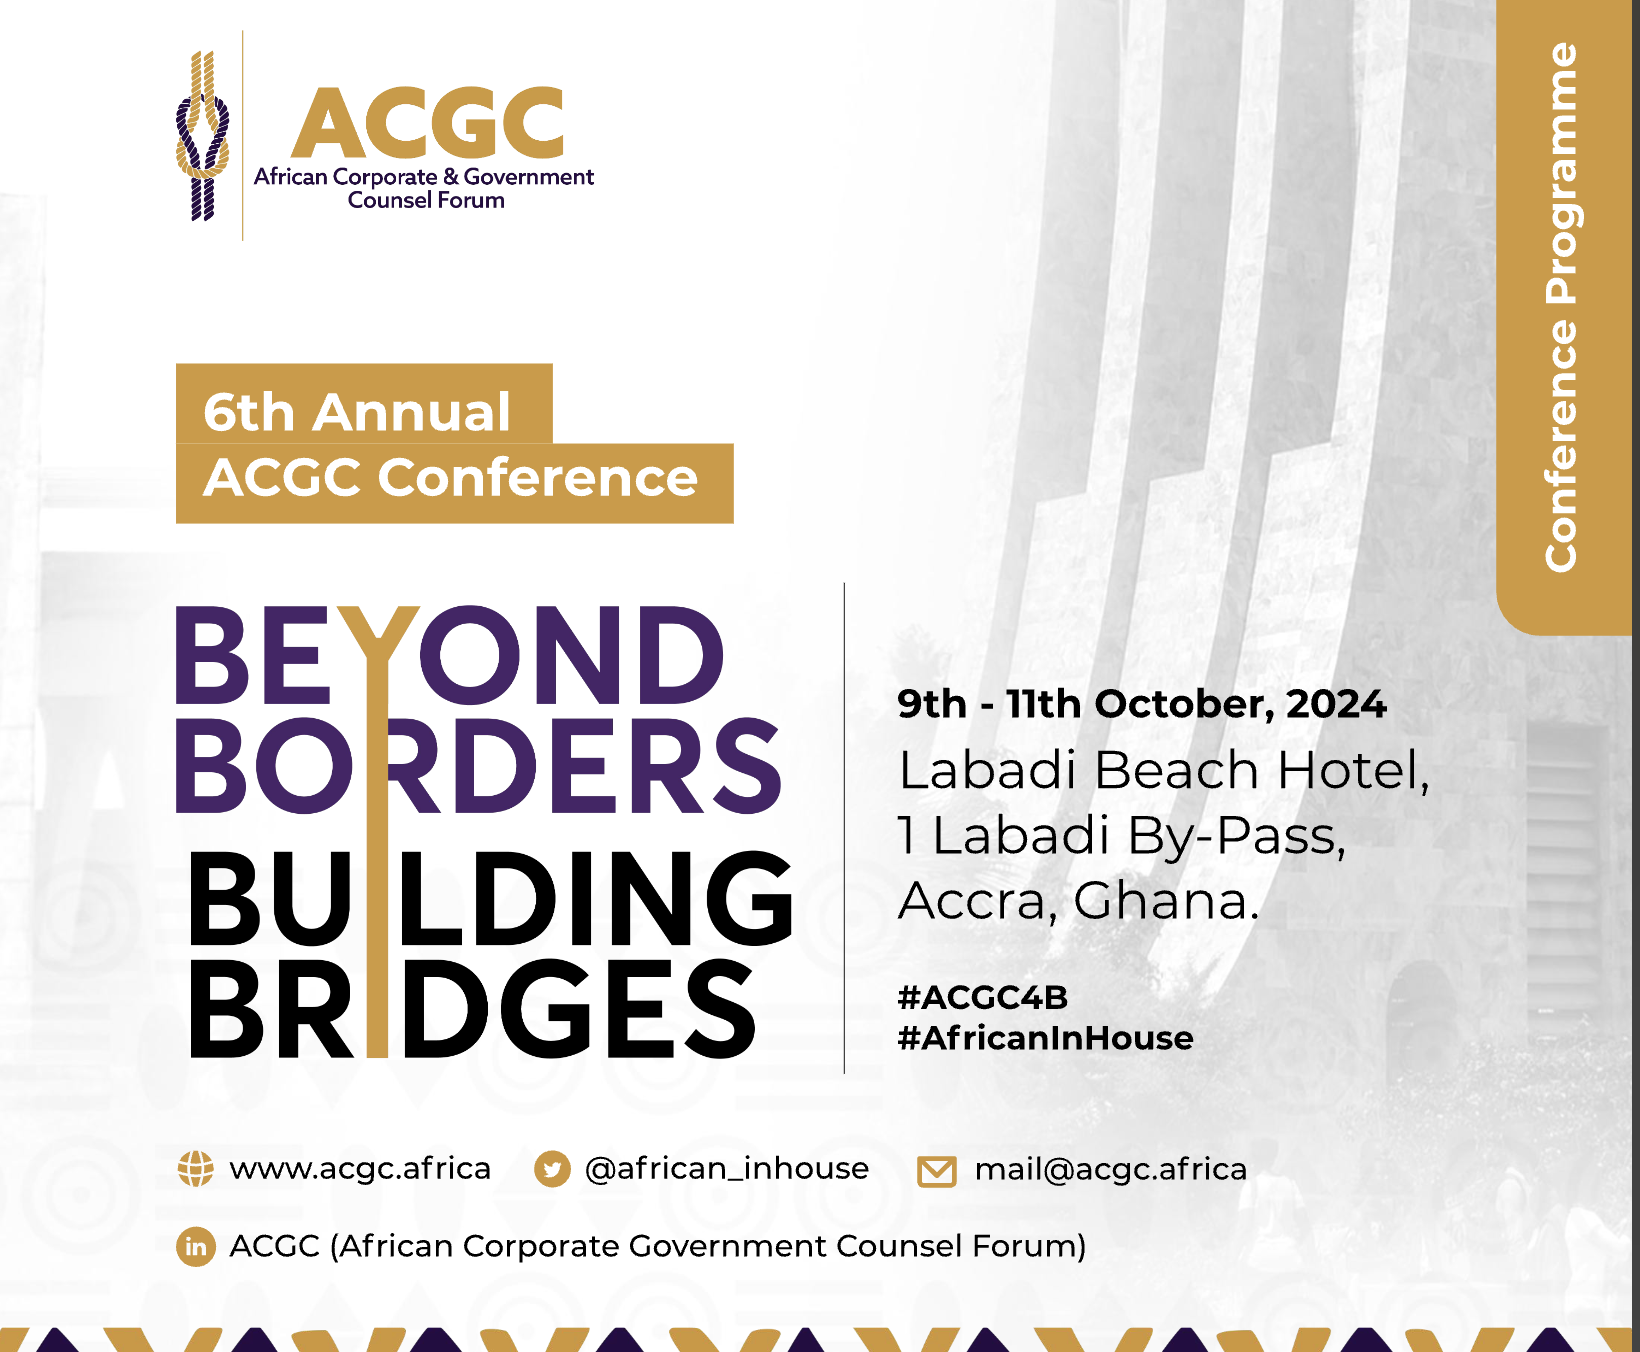 ACGC
African Corporate & Government
Counsel Forum
Conference Programme
6th Annual
ACGC Conference
BEYOND
BORDERS
BUILDING
BRIDGES
9th - 11th October, 2024
Labadi Beach Hotel,
1 Labadi By-Pass,
Accra, Ghana.
#ACGC4B
#AfricanInHouse
www.acgc.africa
@african_inhouse
mail@acgc.africa
in
ACGC (African Corporate Government Counsel Forum)